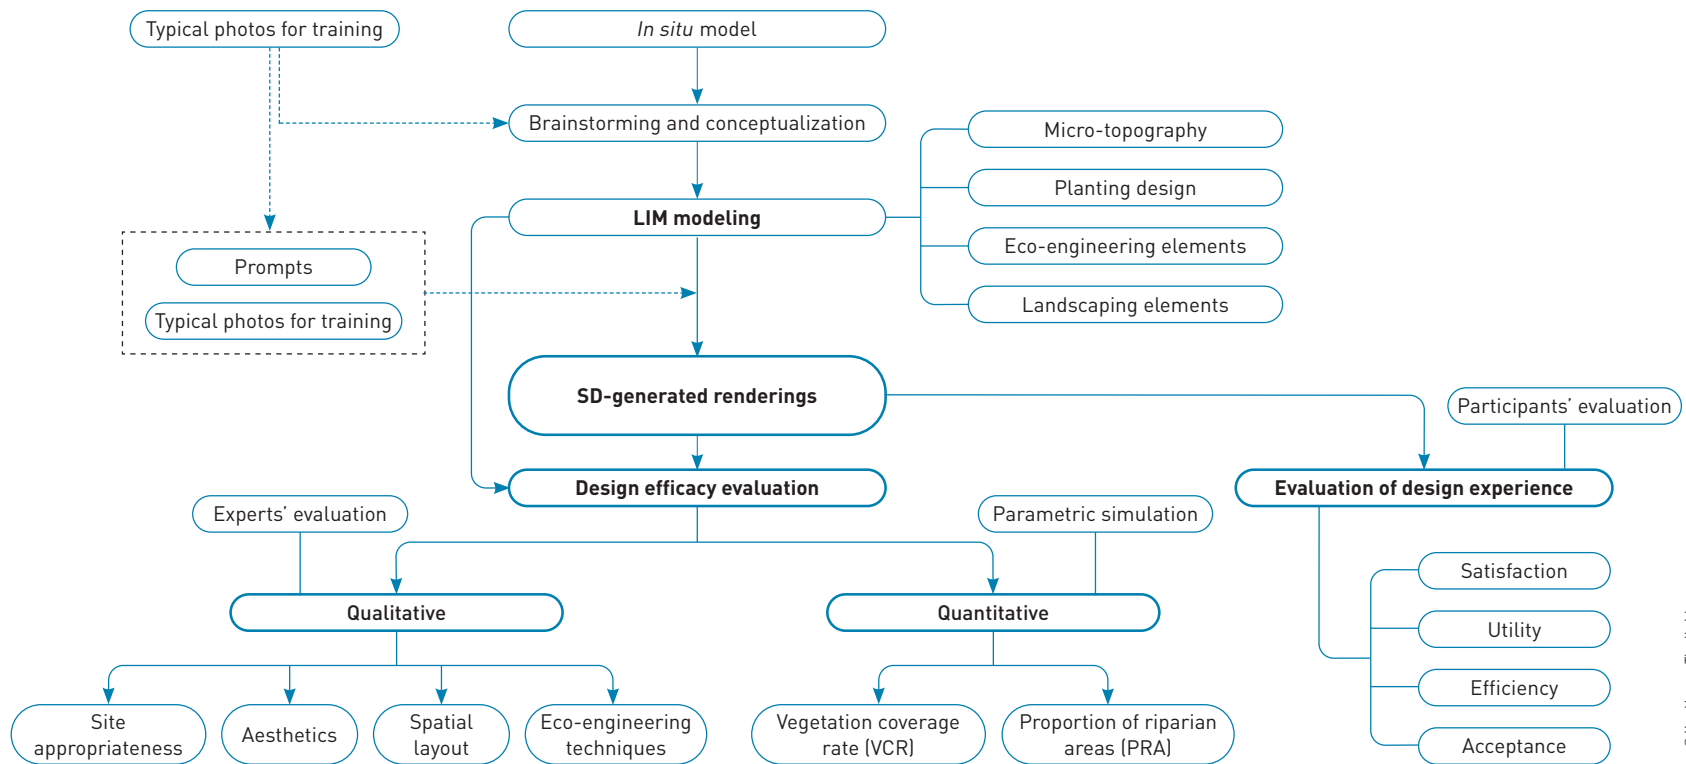 Typical photos for training
In situ model
Brainstorming and conceptualization
Micro-topography
Planting design
LIM modeling
Eco-engineering elements
Prompts
Landscaping elements
Typical photos for training
SD-generated renderings
Participants’ evaluation
Design efficacy evaluation
Evaluation of design experience
Experts’ evaluation
Parametric simulation
Satisfaction
Qualitative
Quantitative
Utility
Efficiency
Site
appropriateness
Aesthetics
Spatial
layout
Eco-engineering
techniques
Vegetation coverage
rate (VCR)
Proportion of riparian
areas (PRA)
Acceptance